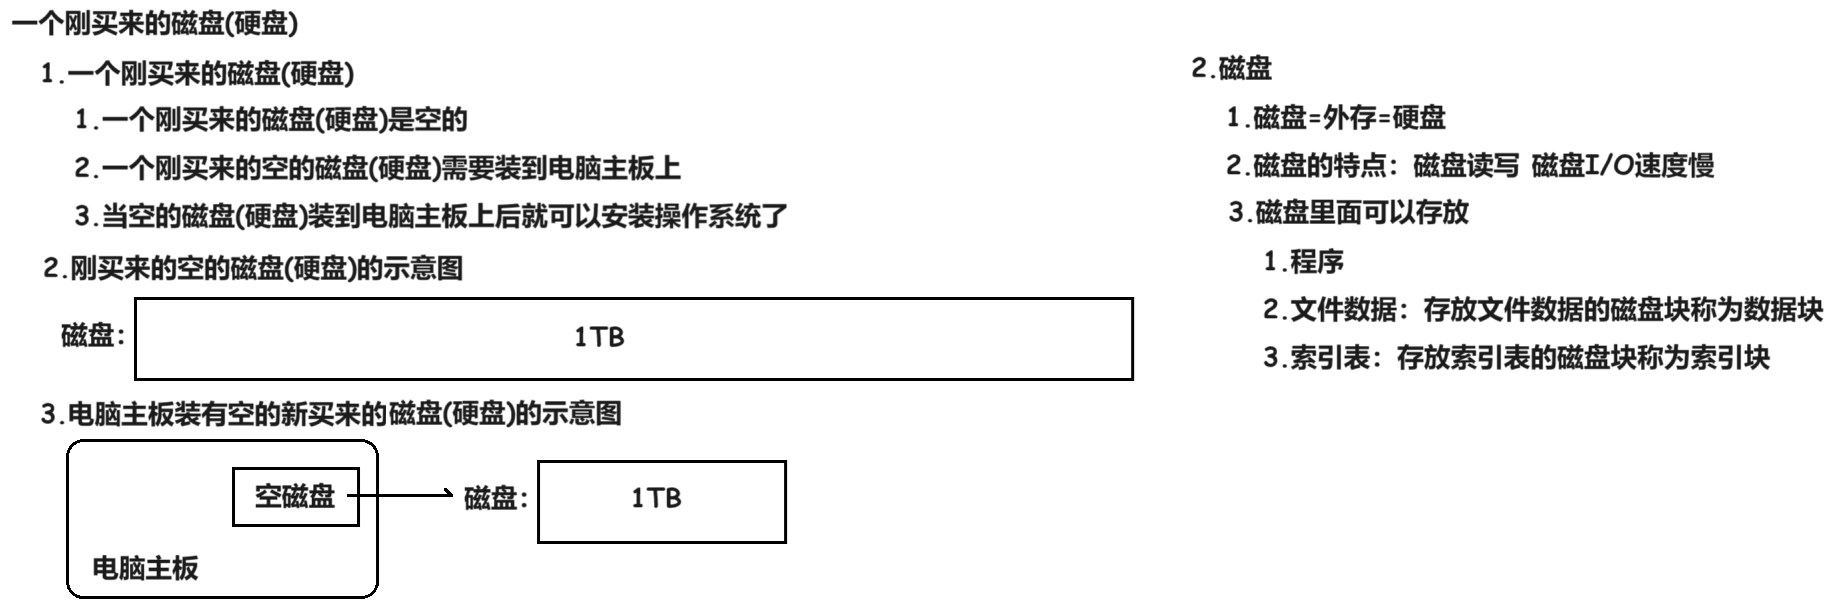 一个刚买来的磁盘(硬盘)
1.一个刚买来的磁盘(硬盘)
1.一个刚买来的磁盘(硬盘)是空的
2.一个刚买来的空的磁盘(硬盘)需要装到电脑主板上
3.当空的磁盘(硬盘)装到电脑主板上后就可以安装操作系统了
2.刚买来的空的磁盘(硬盘)的示意图
磁盘：
1TB
3.电脑主板装有空的新买来的磁盘(硬盘)的示意图
空磁盘
磁盘：
1TB
电脑主板
2.磁盘
1.磁盘=外存=硬盘
2.磁盘的特点：磁盘读写 磁盘I/O速度慢
3.磁盘里面可以存放
1.程序
2.文件数据：存放文件数据的磁盘块称为数据块
3.索引表：存放索引表的磁盘块称为索引块